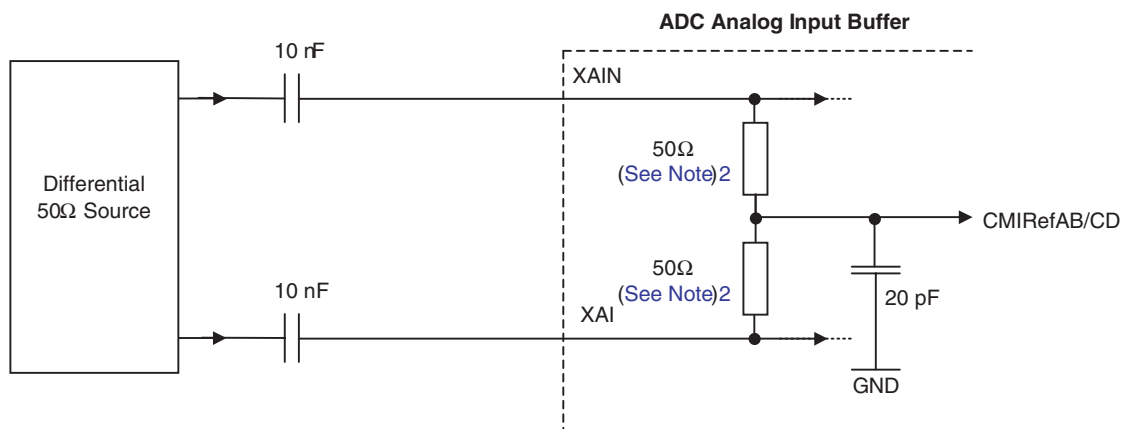 ADC Analog Input Buffer
10 nF
XAIN
50Ω
(See Note)2
Differential
50Ω Source
CMIRefAB/CD
50Ω
(See Note)2
10 nF
XAI
20 pF
GND